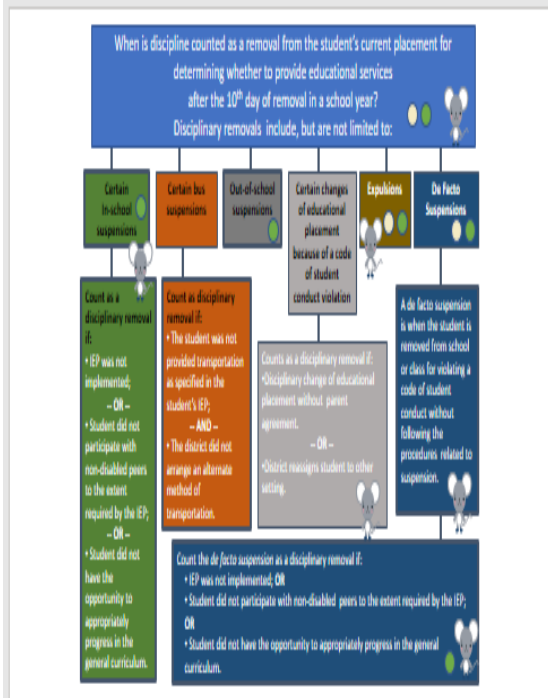 When is discipline counted as a removal from the student's current placement for
determining whether to provide educational services
after the 10th day of removal in a school year?
Disciplinary removals include, but are not limited to:
Certain
In-school
suspensions
Certain bus
suspensions
Out-of-school
suspensions
Certain changes
of educational
placement
because of a code
of student
conduct violation
Expulsions
De Facto
Suspensions
Count as a
disciplinary removal
if:
• IEP was not
implemented;
-- OR --
• Student did not
participate with
non-disabled peers
to the extent
required by the IEP;
-- OR --
• Student did not
have the
opportunity to
appropriately
progress in the
general curriculum.
Count as disciplinary
removal if:
• The student was not
provided transportation
as specified in the
student's IEP;
-- AND --
• The district did not
arrange an alternate
method of
transportation.
Counts as a disciplinary removal if:
•Disciplinary change of educational
placement without parent
agreement.
-- OR --
•District reassigns student to other
setting.
A de facto suspension
is when the student is
removed from school
or class for violating a
code of student
conduct without
following the
procedures related to
suspension.
Count the de facto suspension as a disciplinary removal if:
• IEP was not implemented; OR
• Student did not participate with non-disabled peers to the extent required by the IEP;
OR
• Student did not have the opportunity to appropriately progress in the general
curriculum.